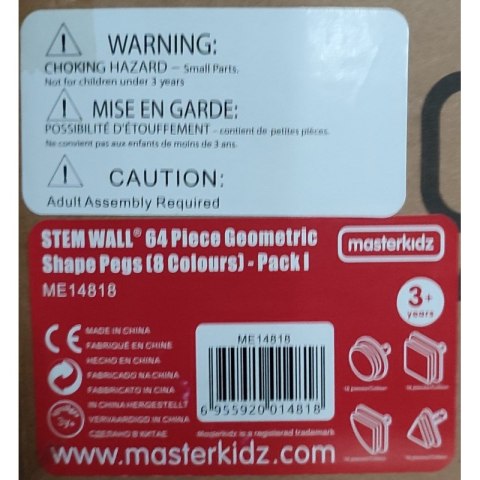 WARNING:
CHOKING HAZARD – Small Parts.
Not for children under 3 years
MISE EN GARDE:
POSSIBILITÉ D'ÉTOUFFEMENT – contient de petites pièces.
Ne convient pas aux enfants de moins de 3 ans.
CAUTION:
Adult Assembly Required
STEM WALL® 64 Piece Geometric
Shape Pegs (8 Colours) - Pack I
masterkidz
ME14818
3+
years
CE
MADE IN CHINA
FABRIQUÉ EN CHINE
HECHO EN CHINA
FABRICADO NA CHINA
FABBRICATO IN CINA
IN CHINA HERGESTELLT
VERVAARDIGD IN CHINA
СДЕЛАНО В КИТАЕ
ME14818
6 955920 014818
Masterkidz is a registered trademark
www.masterkidz.com